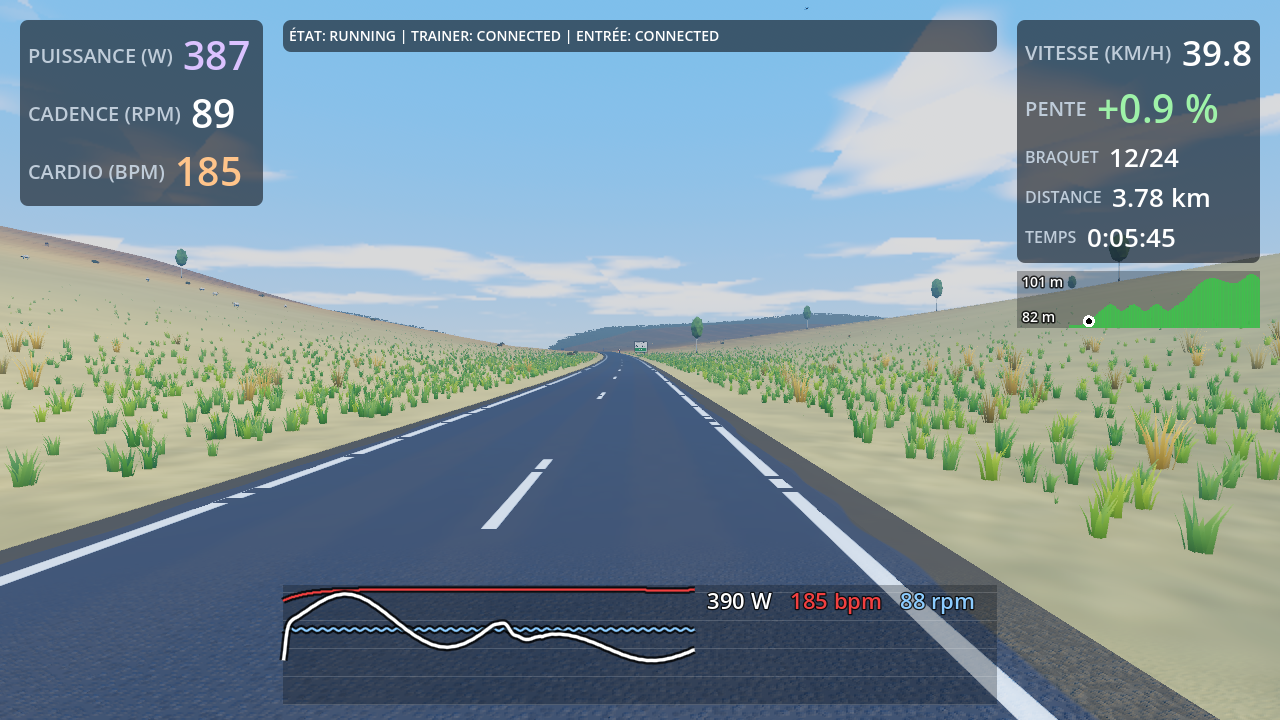 PUISSANCE (W) 387
CADENCE (RPM) 89
CARDIO (BPM) 185
ÉTAT: RUNNING | TRAINER: CONNECTED | ENTRÉE: CONNECTED
VITESSE (KM/H) 39.8
PENTE +0.9 %
BRAQUET 12/24
DISTANCE 3.78 km
TEMPS 0:05:45
101 m
82 m
390 W 185 bpm 88 rpm